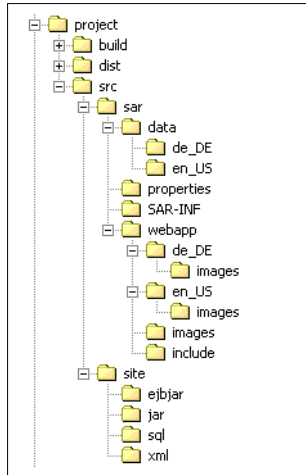 project
build
dist
src
sar
data
de_DE
en_US
properties
SAR-INF
webapp
de_DE
images
en_US
images
images
include
site
ejbjar
jar
sql
xml